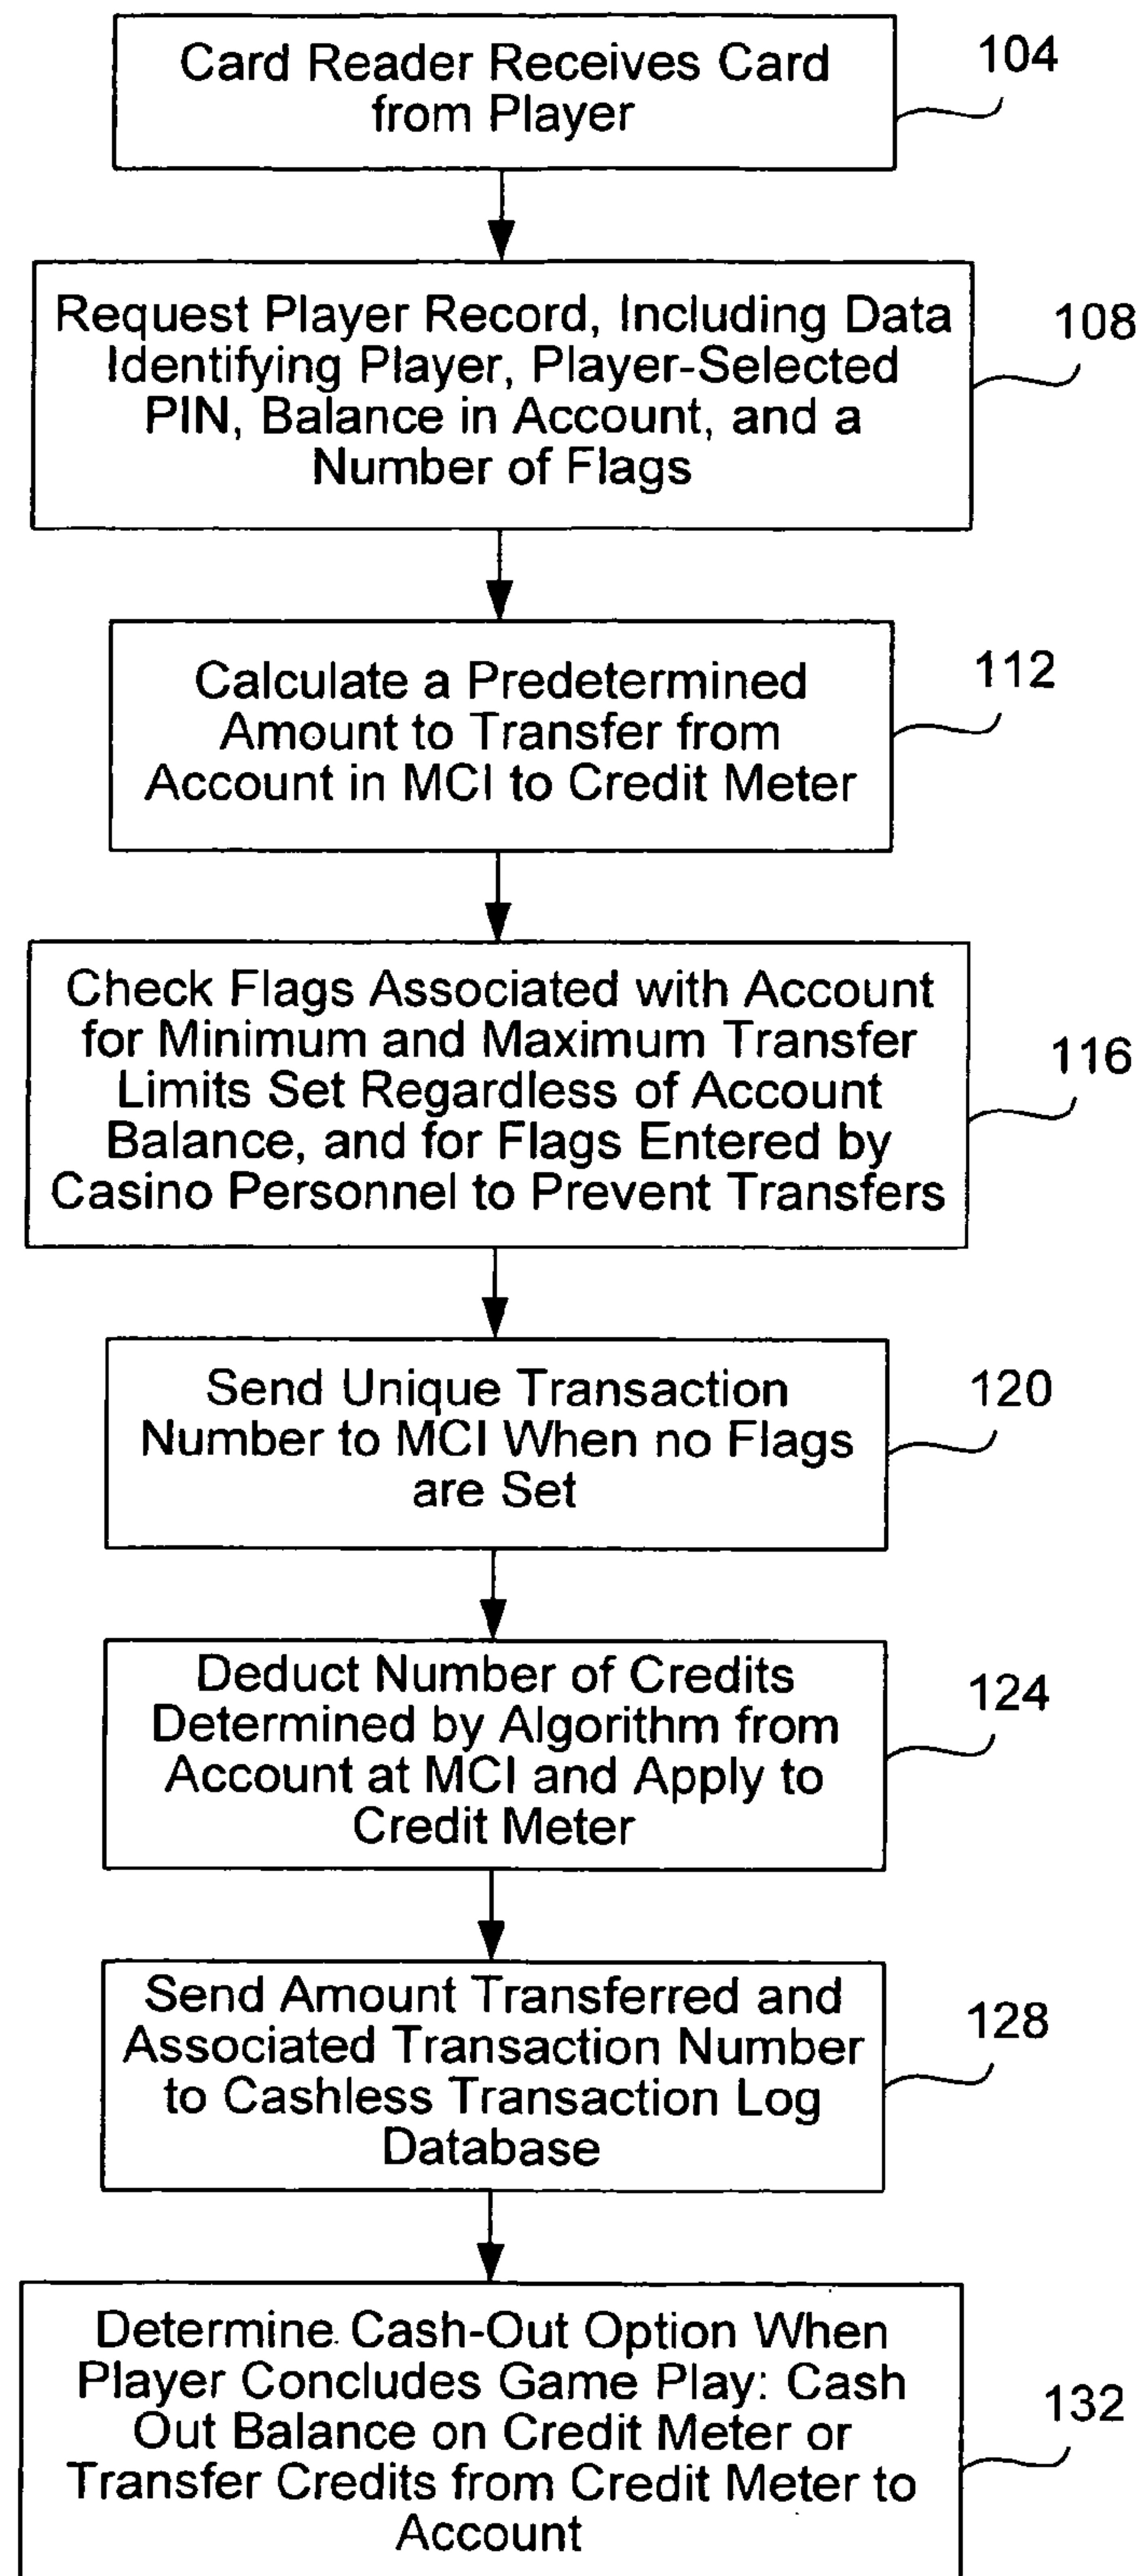 Card Reader Receives Card
from Player
104
Request Player Record, Including Data
Identifying Player, Player-Selected
PIN, Balance in Account, and a
Number of Flags
108
Calculate a Predetermined
Amount to Transfer from
Account in MCI to Credit Meter
112
Check Flags Associated with Account
for Minimum and Maximum Transfer
Limits Set Regardless of Account
Balance, and for Flags Entered by
Casino Personnel to Prevent Transfers
116
Send Unique Transaction
Number to MCI When no Flags
are Set
120
Deduct Number of Credits
Determined by Algorithm from
Account at MCI and Apply to
Credit Meter
124
Send Amount Transferred and
Associated Transaction Number
to Cashless Transaction Log
Database
128
Determine Cash-Out Option When
Player Concludes Game Play: Cash
Out Balance on Credit Meter or
Transfer Credits from Credit Meter to
Account
132